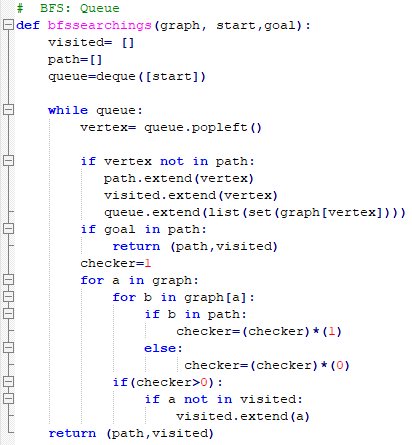 #  BFS: Queue
def bfssearchings(graph, start,goal):
    visited= []
    path=[]
    queue=deque([start])

    while queue:
        vertex= queue.popleft()

        if vertex not in path:
           path.extend(vertex)
           visited.extend(vertex)
           queue.extend(list(set(graph[vertex])))
        if goal in path:
            return (path,visited)
        checker=1
        for a in graph:
            for b in graph[a]:
                if b in path:
                    checker=(checker)*(1)
                else:
                     checker=(checker)*(0)
            if(checker>0):
                if a not in visited:
                    visited.extend(a)
    return (path,visited)